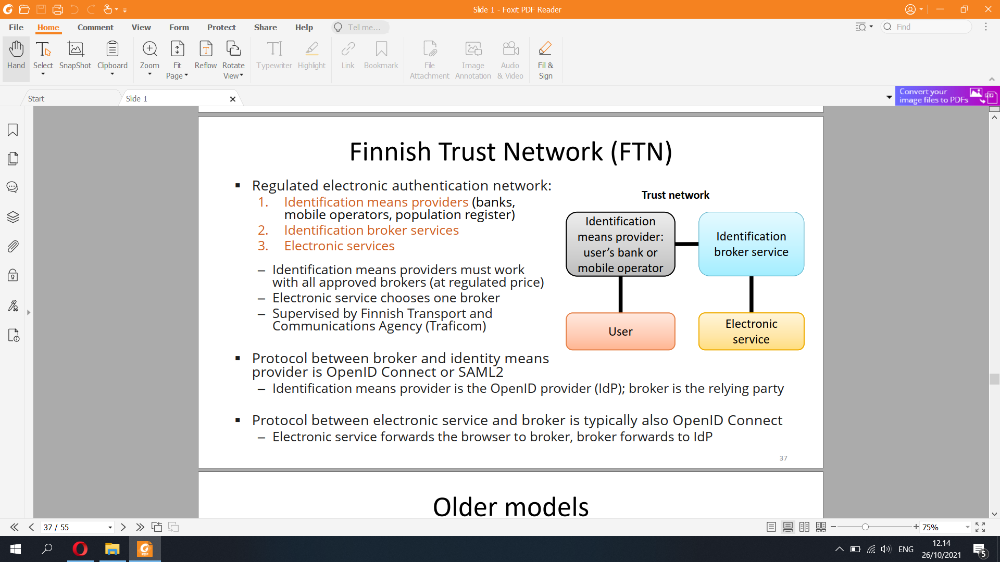 Slide 1 - Foxit PDF Reader
File Home Comment View Form Protect Share Help Tell me... Find
Hand Select SnapShot Clipboard Zoom Fit Page Reflow Rotate View Typewriter Highlight Link Bookmark File Attachment Image Annotation Audio & Video Fill & Sign
Start Slide 1
Convert your
image files to PDFs
PDF
Finnish Trust Network (FTN)
▪ Regulated electronic authentication network:
1. Identification means providers (banks,
mobile operators, population register)
2. Identification broker services
3. Electronic services
– Identification means providers must work
with all approved brokers (at regulated price)
– Electronic service chooses one broker
– Supervised by Finnish Transport and
Communications Agency (Traficom)
▪ Protocol between broker and identity means
provider is OpenID Connect or SAML2
– Identification means provider is the OpenID provider (IdP); broker is the relying party
▪ Protocol between electronic service and broker is typically also OpenID Connect
– Electronic service forwards the browser to broker, broker forwards to IdP
Trust network
Identification
means provider:
user's bank or
mobile operator
Identification
broker service
User
Electronic
service
37
Older models
37 / 55
75%
PDF
ENG
12.14
26/10/2021
5